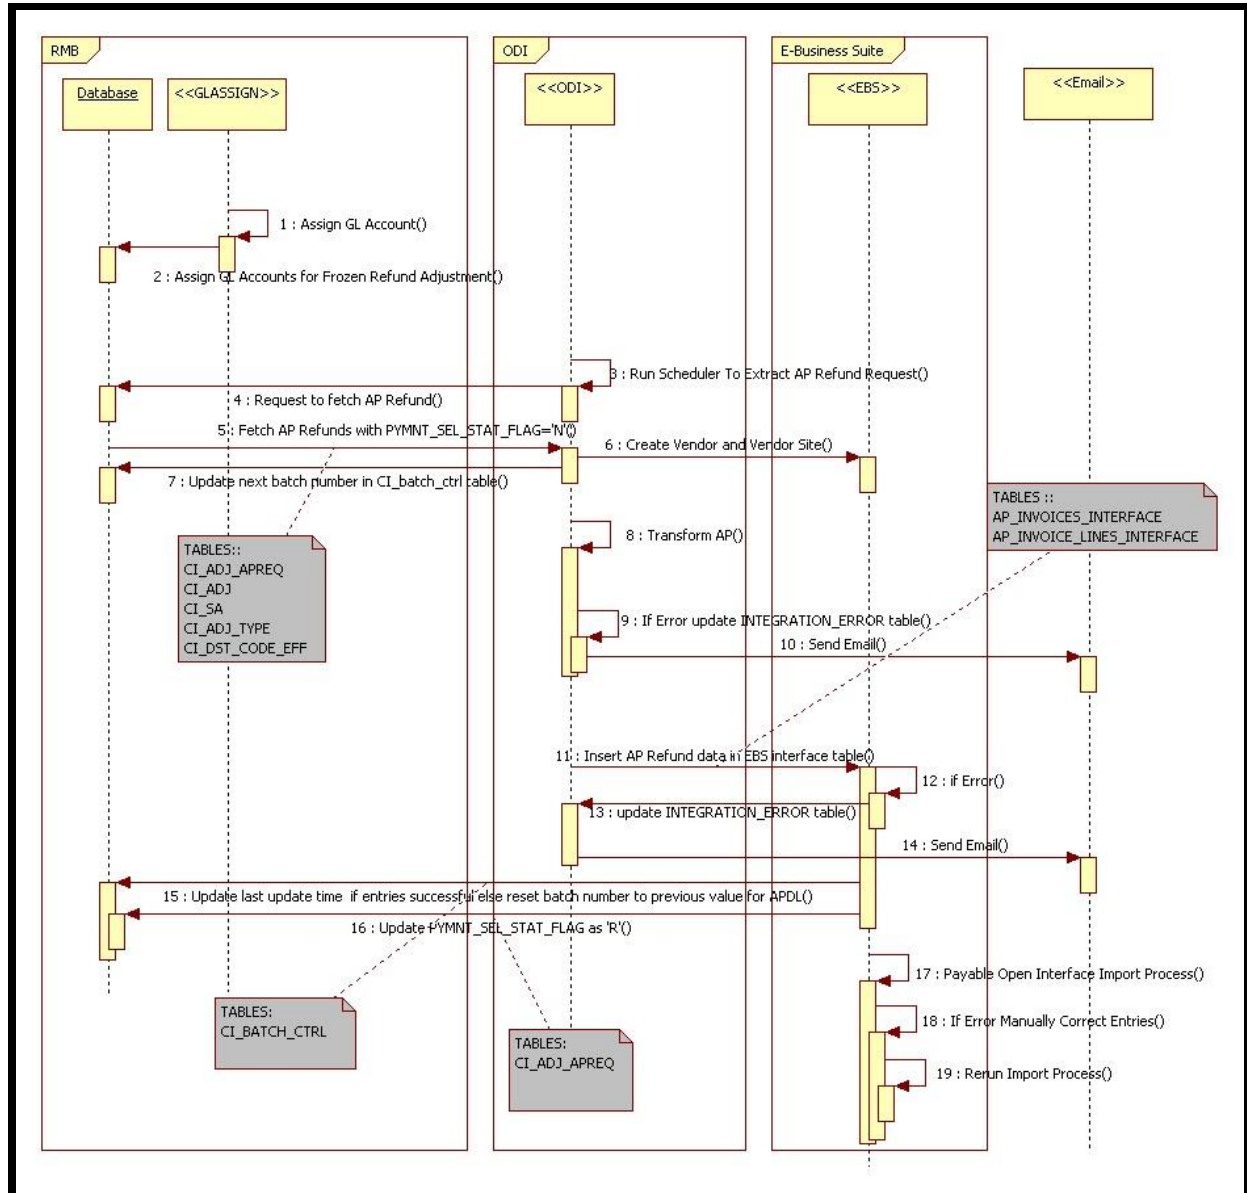 RMB
ODI
E-Business Suite
Database
<<GLASSIGN>>
<<ODI>>
<<EBS>>
<<Email>>
1 : Assign GL Account()
2 : Assign GL Accounts for Frozen Refund Adjustment()
3 : Run Scheduler To Extract AP Refund Request()
4 : Request to fetch AP Refund()
5 : Fetch AP Refunds with PYMNT_SEL_STAT_FLAG='N'()
6 : Create Vendor and Vendor Site()
7 : Update next batch number in CI_batch_ctrl table()
TABLES ::
AP_INVOICES_INTERFACE
AP_INVOICE_LINES_INTERFACE
8 : Transform AP()
TABLES::
CI_ADJ_APREQ
CI_ADJ
CI_SA
CI_ADJ_TYPE
CI_DST_CODE_EFF
9 : If Error update INTEGRATION_ERROR table()
10 : Send Email()
11 : Insert AP Refund data in EBS interface table()
12 : if Error()
13 : update INTEGRATION_ERROR table()
14 : Send Email()
15 : Update last update time if entries successful else reset batch number to previous value for APDL()
16 : Update PYMNT_SEL_STAT_FLAG as 'R'()
17 : Payable Open Interface Import Process()
TABLES:
CI_BATCH_CTRL
18 : If Error Manually Correct Entries()
TABLES:
CI_ADJ_APREQ
19 : Rerun Import Process()